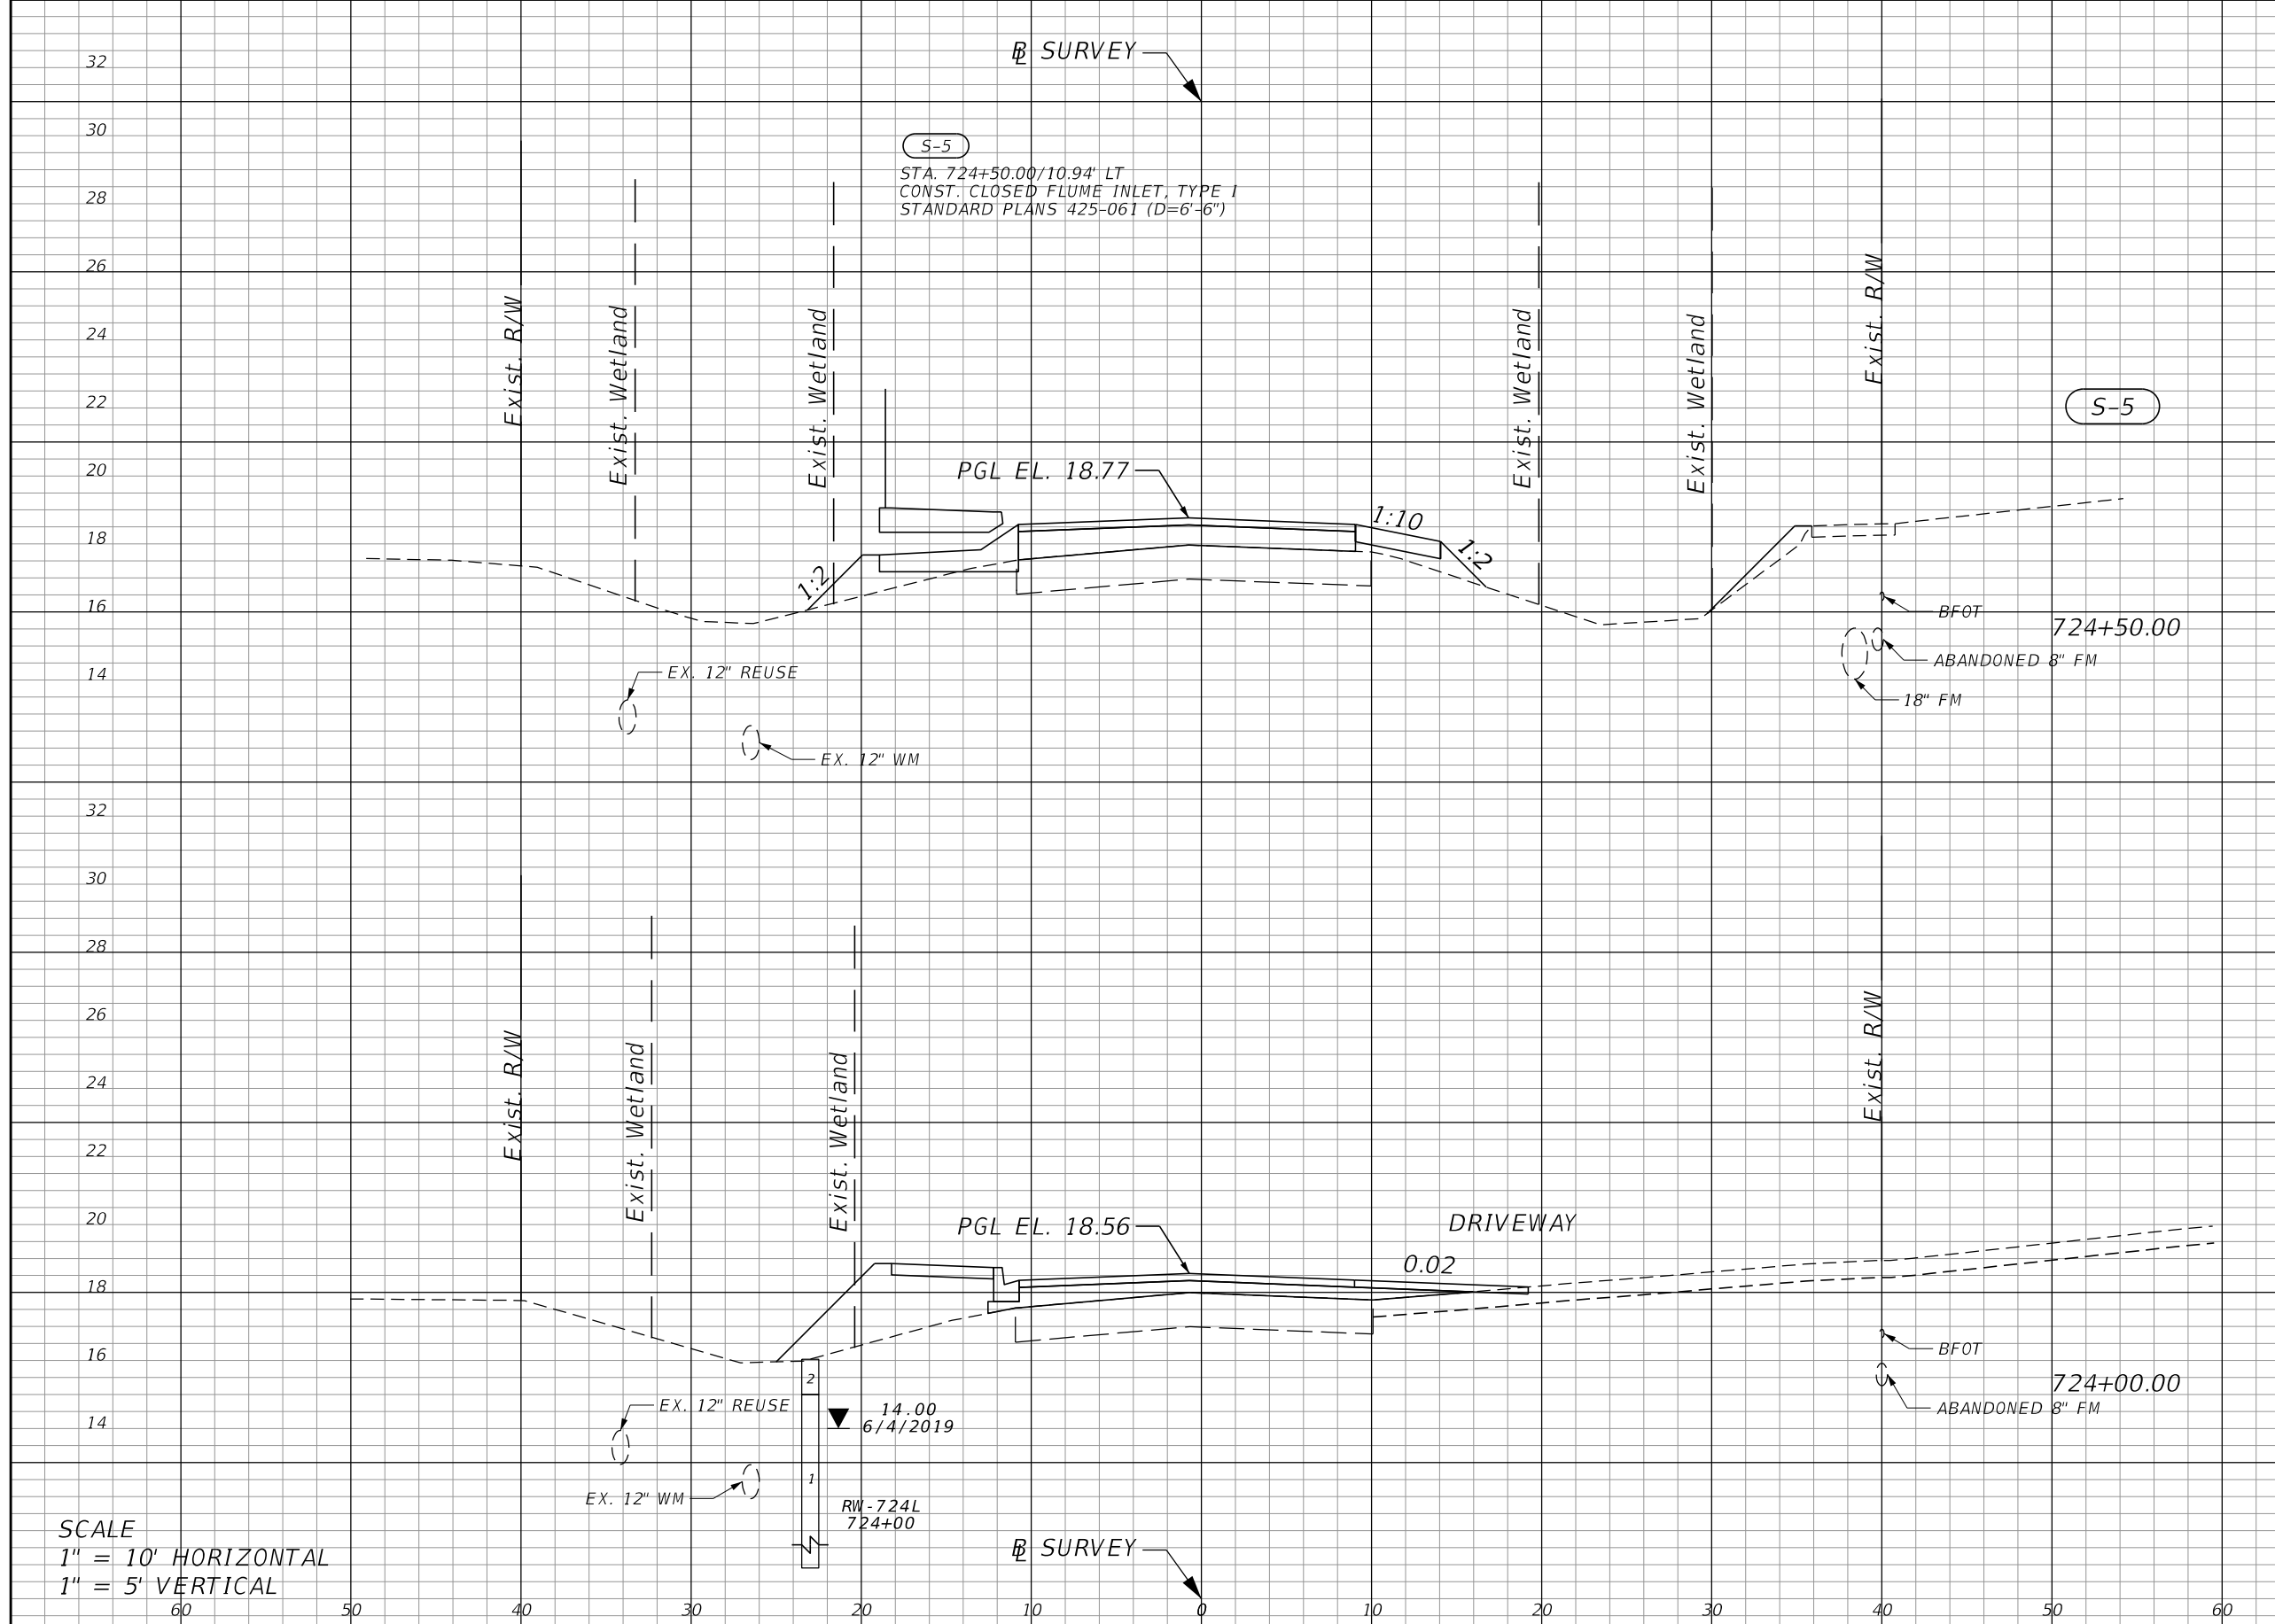 32
30
28
26
24
22
20
18
16
14
℄ SURVEY
S-5
STA. 724+50.00/10.94' LT
CONST. CLOSED FLUME INLET, TYPE I
STANDARD PLANS 425-061 (D=6'-6")
Exist. R/W
Exist. Wetland
Exist. Wetland
Exist. Wetland
Exist. Wetland
Exist. R/W
S-5
PGL EL. 18.77
1:10
1:2
1:2
BFOT
724+50.00
ABANDONED 8" FM
18" FM
EX. 12" REUSE
EX. 12" WM
32
30
28
26
24
22
20
18
16
14
Exist. R/W
Exist. Wetland
Exist. Wetland
Exist. R/W
PGL EL. 18.56
DRIVEWAY
0.02
BFOT
724+00.00
ABANDONED 8" FM
EX. 12" REUSE
2
14.00
6/4/2019
1
EX. 12" WM
RW-724L
724+00
℄ SURVEY
SCALE
1" = 10' HORIZONTAL
1" = 5' VERTICAL
60 50 40 30 20 10 0 10 20 30 40 50 60